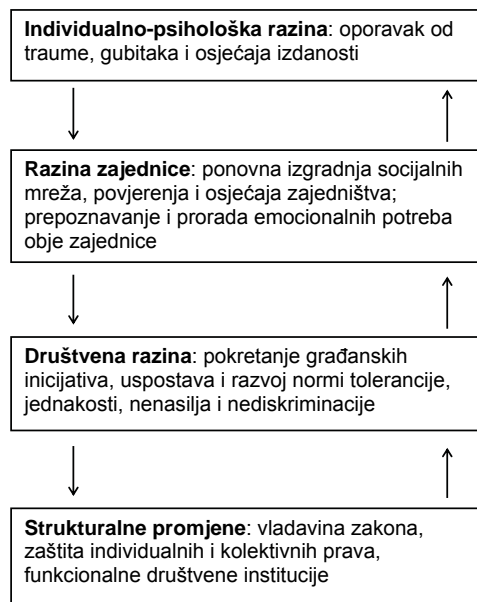 Individualno-psihološka razina: oporavak od
traume, gubitaka i osjećaja izdanosti
Razina zajednice: ponovna izgradnja socijalnih
mreža, povjerenja i osjećaja zajedništva;
prepoznavanje i prorada emocionalnih potreba
obje zajednice
Društvena razina: pokretanje građanskih
inicijativa, uspostava i razvoj normi tolerancije,
jednakosti, nenasilja i nediskriminacije
Strukturalne promjene: vladavina zakona,
zaštita individualnih i kolektivnih prava,
funkcionalne društvene institucije